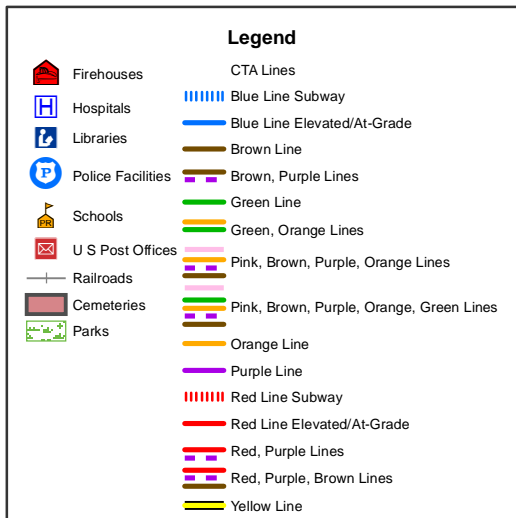 Legend
Firehouses
Hospitals
Libraries
Police Facilities
Schools
U S Post Offices
Railroads
Cemeteries
Parks
H
P
PR
CTA Lines
Blue Line Subway
Blue Line Elevated/At-Grade
Brown Line
Brown, Purple Lines
Green Line
Green, Orange Lines
Pink, Brown, Purple, Orange Lines
Pink, Brown, Purple, Orange, Green Lines
Orange Line
Purple Line
Red Line Subway
Red Line Elevated/At-Grade
Red, Purple Lines
Red, Purple, Brown Lines
Yellow Line